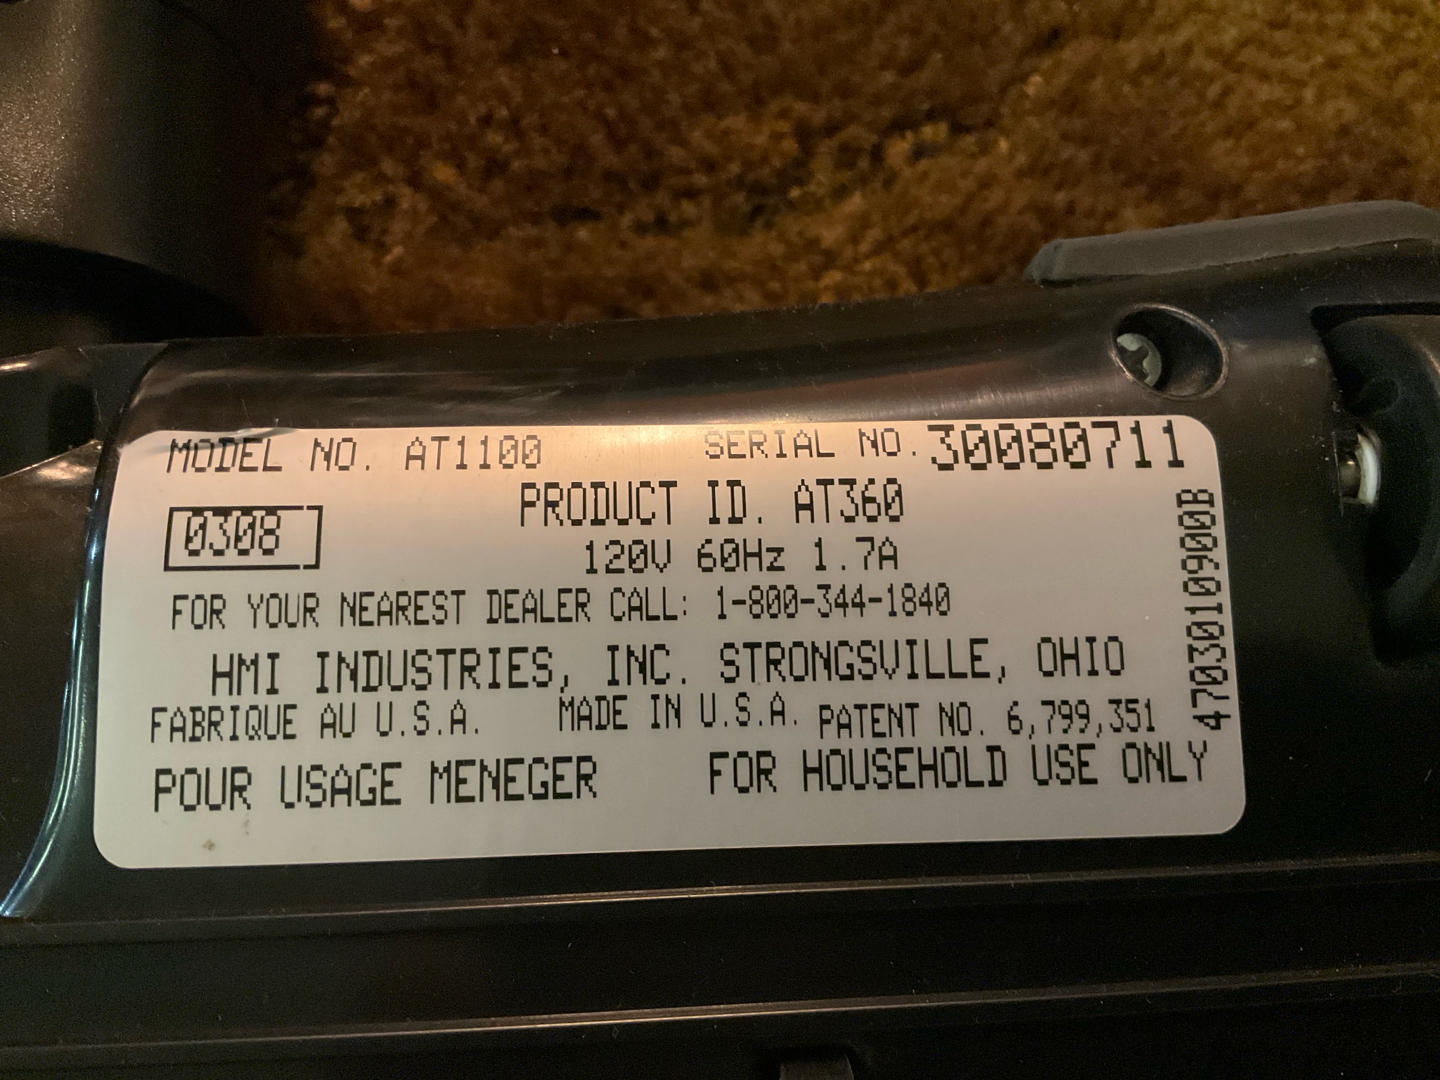 MODEL NO. AT1100 SERIAL NO. 30080711
PRODUCT ID. AT360
0308
120V 60Hz 1.7A
FOR YOUR NEAREST DEALER CALL: 1-800-344-1840
HMI INDUSTRIES, INC. STRONGSVILLE, OHIO
FABRIQUE AU U.S.A. MADE IN U.S.A. PATENT NO. 6,799,351
POUR USAGE MENEGER FOR HOUSEHOLD USE ONLY
4703010900B